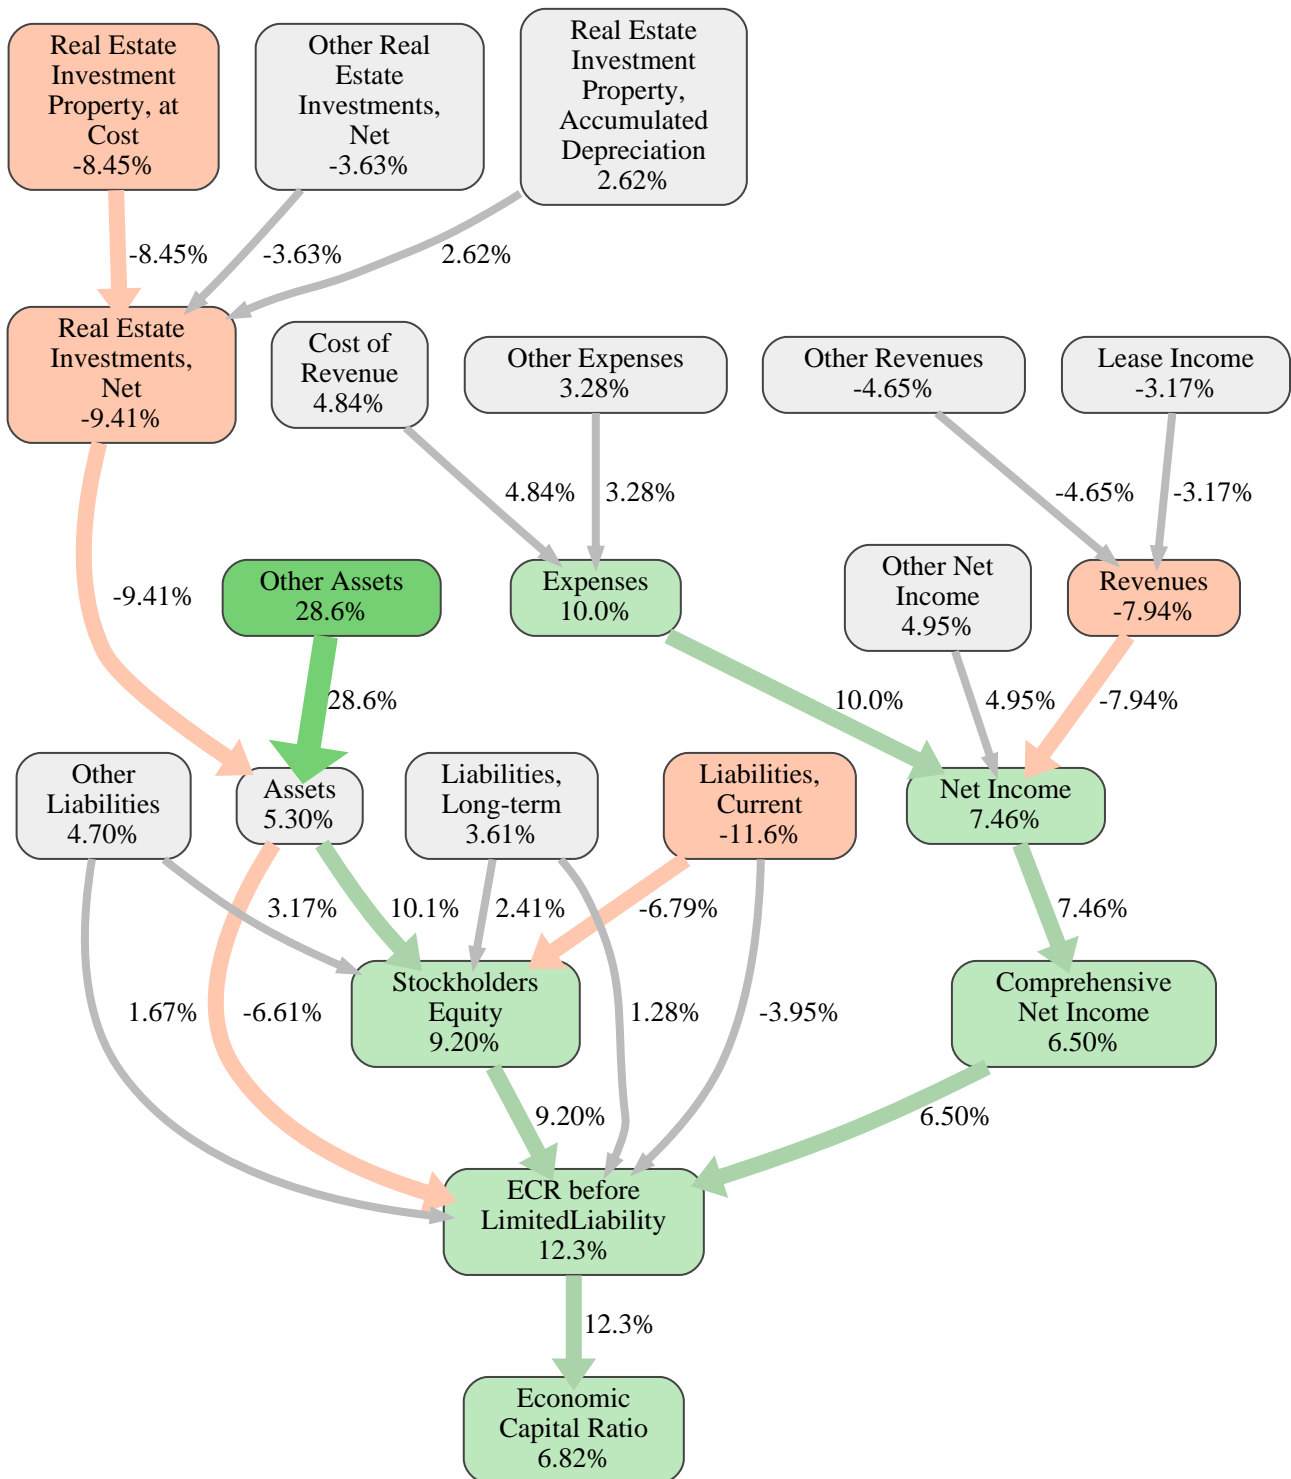 Real Estate
Investment
Property, at
Cost
-8.45%
Other Real
Estate
Investments,
Net
-3.63%
Real Estate
Investment
Property,
Accumulated
Depreciation
2.62%
-8.45%
-3.63%
2.62%
Real Estate
Investments,
Net
-9.41%
Cost of
Revenue
4.84%
Other Expenses
3.28%
Other Revenues
-4.65%
Lease Income
-3.17%
4.84%
3.28%
-4.65%
-3.17%
-9.41%
Other Assets
28.6%
Expenses
10.0%
Other Net
Income
4.95%
Revenues
-7.94%
28.6%
10.0%
4.95%
-7.94%
Other
Liabilities
4.70%
Assets
5.30%
Liabilities,
Long-term
3.61%
Liabilities,
Current
-11.6%
Net Income
7.46%
3.17%
10.1%
2.41%
-6.79%
7.46%
1.67%
-6.61%
Stockholders
Equity
9.20%
1.28%
-3.95%
Comprehensive
Net Income
6.50%
9.20%
6.50%
ECR before
LimitedLiability
12.3%
12.3%
Economic
Capital Ratio
6.82%